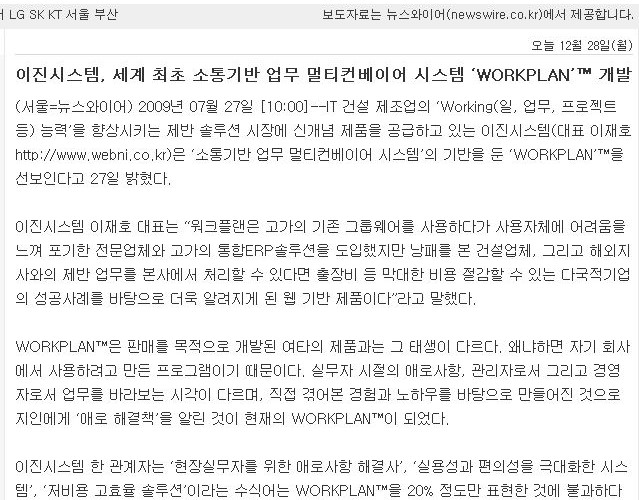 LG SK KT 서울 부산
보도자료는 뉴스와이어(newswire.co.kr)에서 제공합니다.
오늘 12월 28일(월)
이진시스템, 세계 최초 소통기반 업무 멀티컨베이어 시스템 ‘WORKPLAN’™ 개발
(서울=뉴스와이어) 2009년 07월 27일 [10:00]--IT 건설 제조업의 ‘Working(일, 업무, 프로젝트
등) 능력’을 향상시키는 제반 솔루션 시장에 신개념 제품을 공급하고 있는 이진시스템(대표 이재호
http://www.webni.co.kr)은 ‘소통기반 업무 멀티컨베이어 시스템’의 기반을 둔 ‘WORKPLAN’™을
선보인다고 27일 밝혔다.
이진시스템 이재호 대표는 “워크플랜은 고가의 기존 그룹웨어를 사용하다가 사용자체에 어려움을
느껴 포기한 전문업체와 고가의 통합ERP솔루션을 도입했지만 낭패를 본 건설업체, 그리고 해외지
사와의 제반 업무를 본사에서 처리할 수 있다면 출장비 등 막대한 비용 절감할 수 있는 다국적기업
의 성공사례를 바탕으로 더욱 알려지게 된 웹 기반 제품이다”라고 말했다.
WORKPLAN™은 판매를 목적으로 개발된 여타의 제품과는 그 태생이 다르다. 왜냐하면 자기 회사
에서 사용하려고 만든 프로그램이기 때문이다. 실무자 시절의 애로사항, 관리자로서 그리고 경영
자로서 업무를 바라보는 시각이 다르며, 직접 겪어본 경험과 노하우를 바탕으로 만들어진 것으로
지인에게 ‘애로 해결책’을 알린 것이 현재의 WORKPLAN™이 되었다.
이진시스템 한 관계자는 ‘현장실무자를 위한 애로사항 해결사’, ‘실용성과 편의성을 극대화한 시스
템’, ‘저비용 고효율 솔루션’이라는 수식어는 WORKPLAN™을 20% 정도만 표현한 것에 불과하다